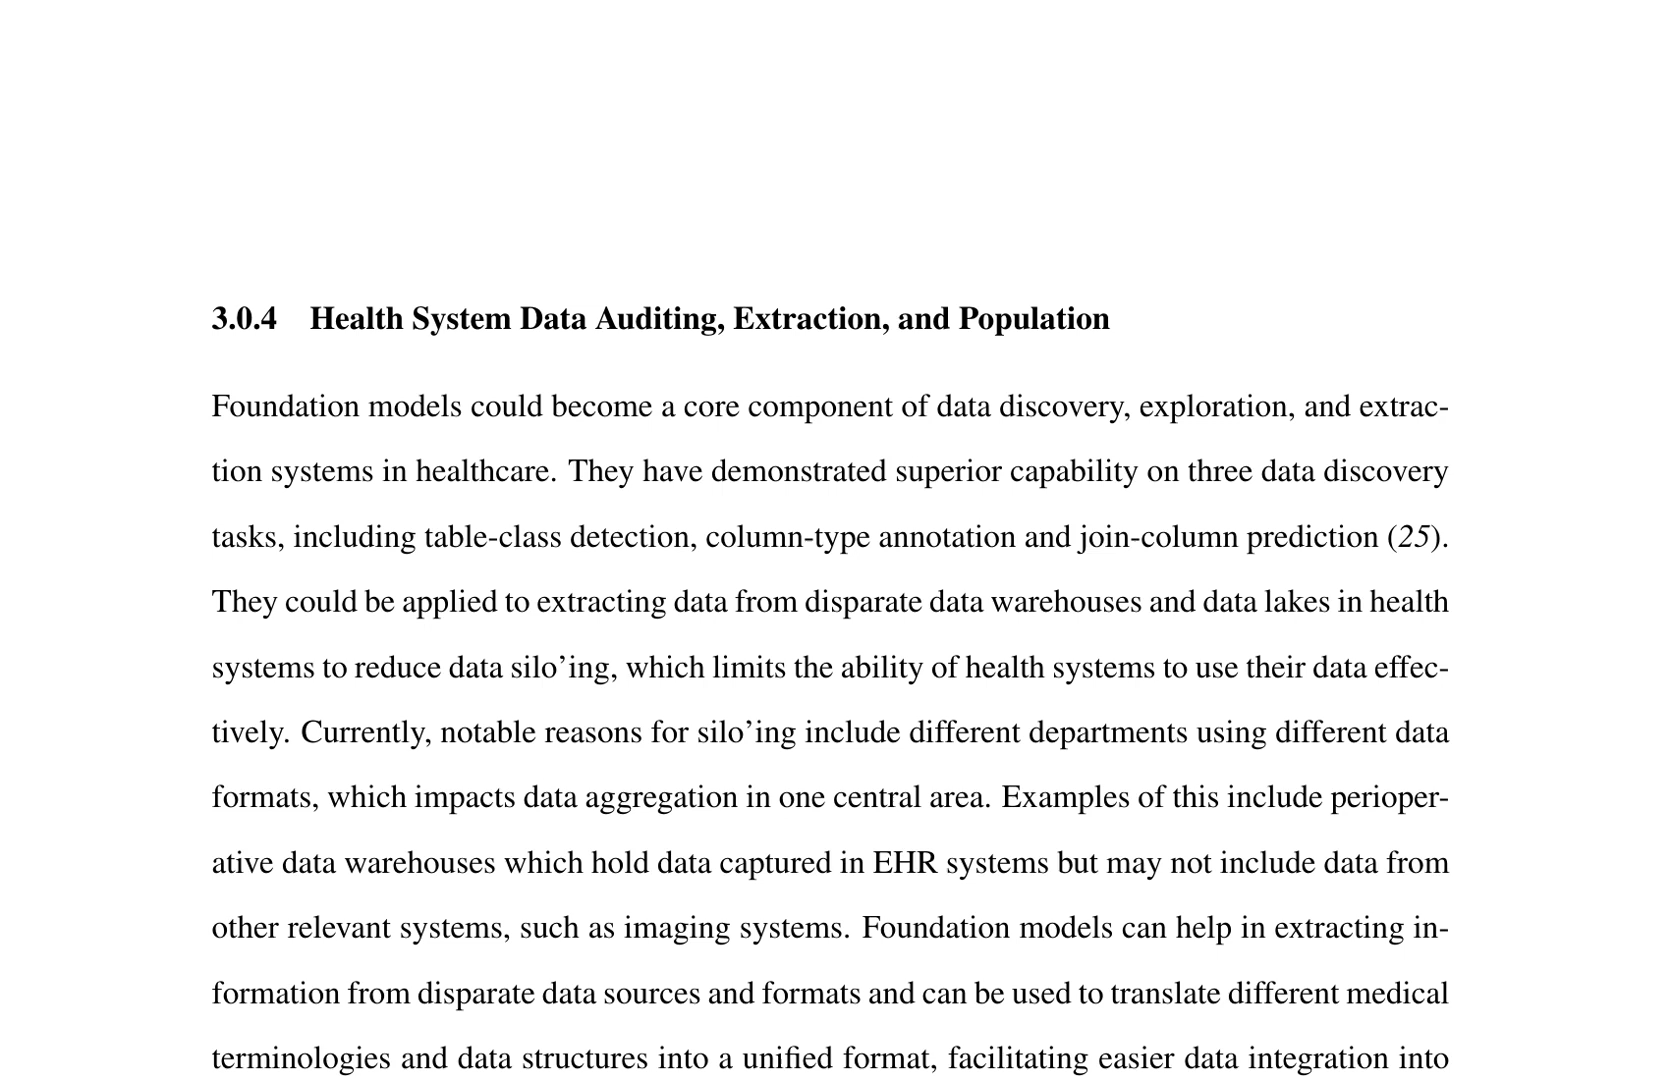 3.0.4 Health System Data Auditing, Extraction, and Population
Foundation models could become a core component of data discovery, exploration, and extrac-
tion systems in healthcare. They have demonstrated superior capability on three data discovery
tasks, including table-class detection, column-type annotation and join-column prediction (25).
They could be applied to extracting data from disparate data warehouses and data lakes in health
systems to reduce data silo’ing, which limits the ability of health systems to use their data effec-
tively. Currently, notable reasons for silo’ing include different departments using different data
formats, which impacts data aggregation in one central area. Examples of this include perioper-
ative data warehouses which hold data captured in EHR systems but may not include data from
other relevant systems, such as imaging systems. Foundation models can help in extracting in-
formation from disparate data sources and formats and can be used to translate different medical
terminologies and data structures into a unified format, facilitating easier data integration into